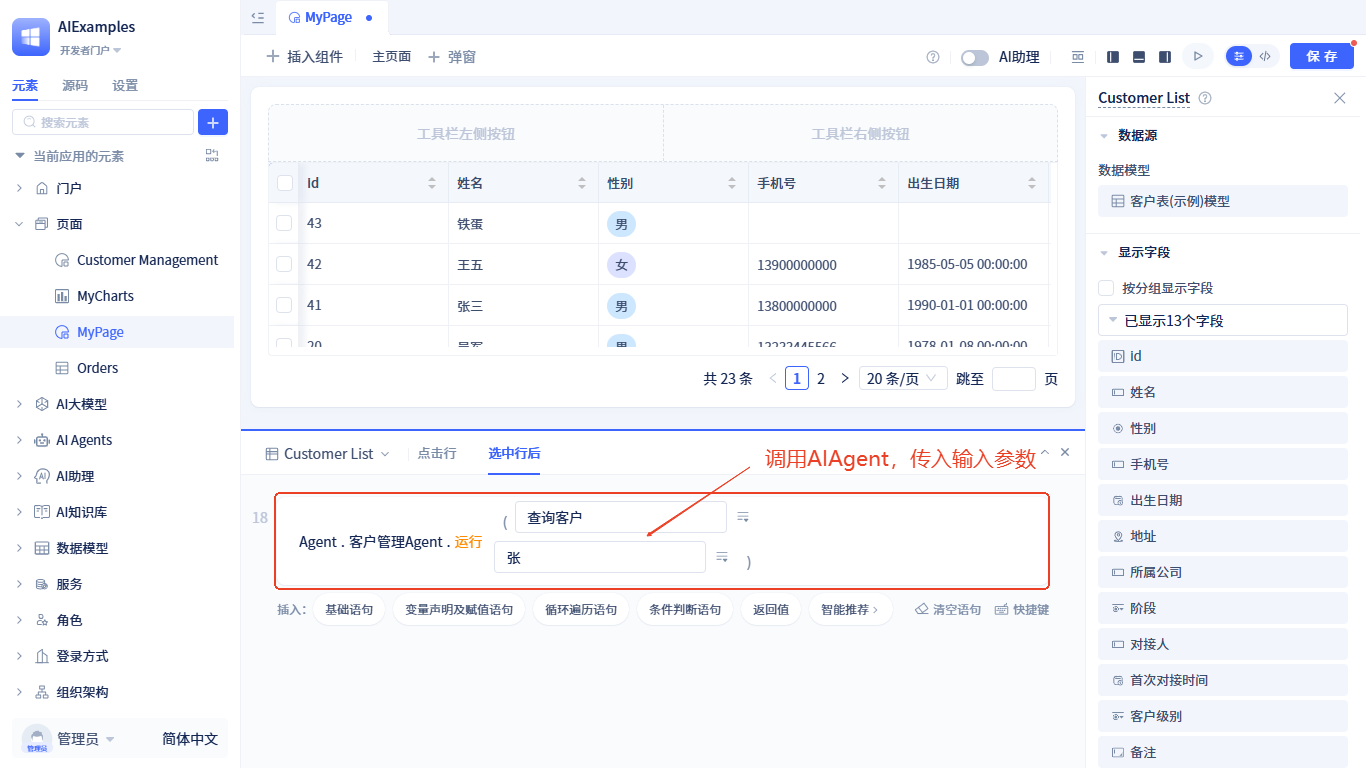 AIExamples
开发者门户
元素
源码
设置
搜索元素
当前应用的元素
门户
页面
Customer Management
MyCharts
MyPage
Orders
AI大模型
AI Agents
AI助理
AI知识库
数据模型
服务
角色
登录方式
组织架构
管理员
管理员
简体中文
MyPage
插入组件
主页面
弹窗
AI助理
保 存
工具栏左侧按钮
工具栏右侧按钮
Id
姓名
性别
手机号
出生日期
43
铁蛋
男
42
王五
女
13900000000
1985-05-05 00:00:00
41
张三
男
13800000000
1990-01-01 00:00:00
共 23 条
1
2
20 条/页
跳至
页
Customer List
点击行
选中行后
调用AIAgent，传入输入参数
18
Agent . 客户管理Agent . 运行
(
查询客户
张
)
插入:
基础语句
变量声明及赋值语句
循环遍历语句
条件判断语句
返回值
智能推荐
清空语句
快捷键
Customer List
数据源
数据模型
客户表(示例)模型
显示字段
按分组显示字段
已显示13个字段
id
姓名
性别
手机号
出生日期
地址
所属公司
阶段
对接人
首次对接时间
客户级别
备注